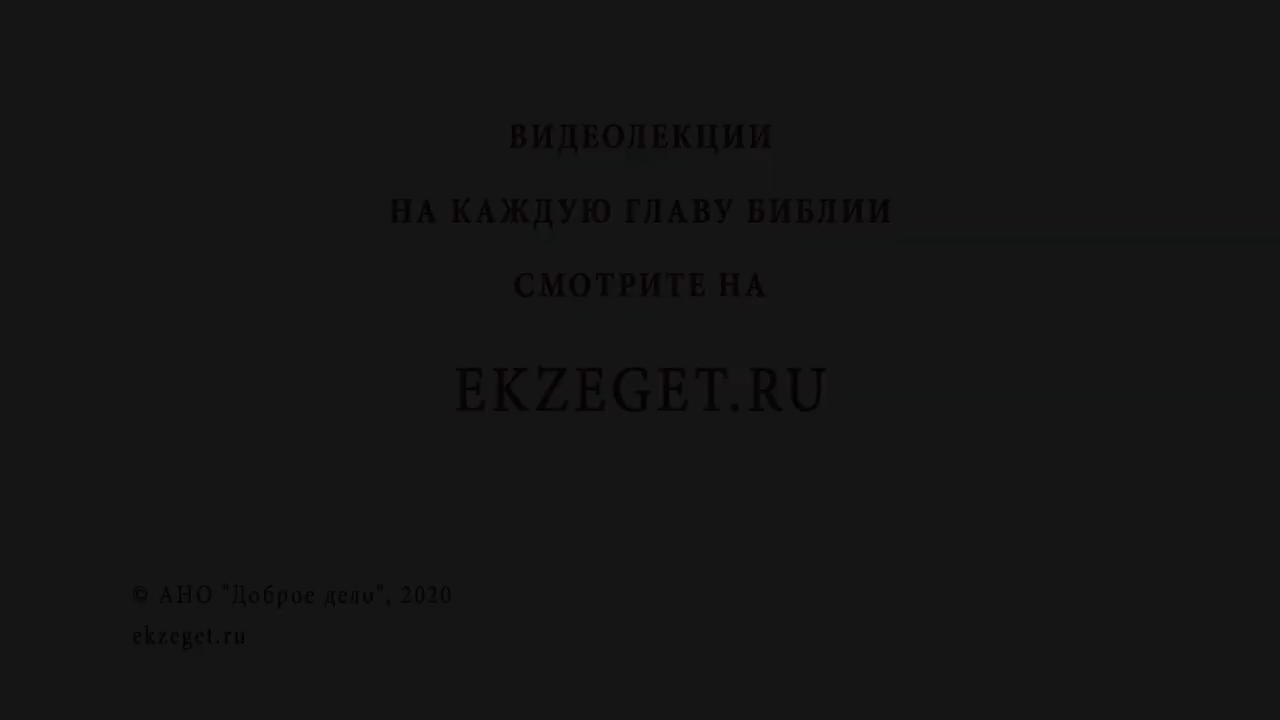 ВИДЕОЛЕКЦИИ
НА КАЖДУЮ ГЛАВУ БИБЛИИ
СМОТРИТЕ НА
EKZEGET.RU
© АНО "Доброе дело", 2020
ekzeget.ru